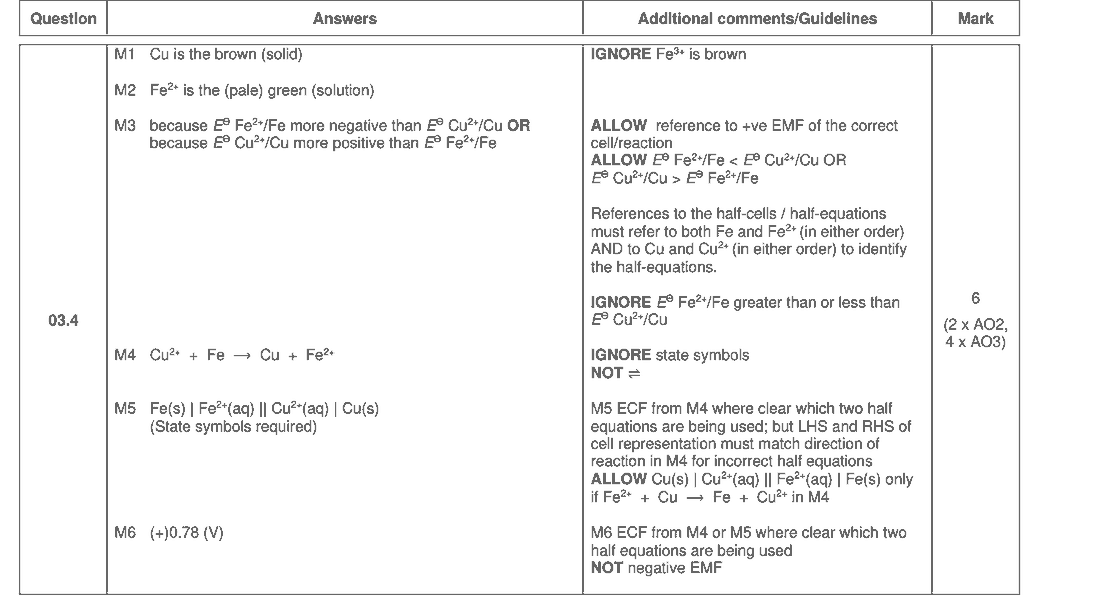 Question Answers Additional comments/Guidelines Mark
M1 Cu is the brown (solid) IGNORE Fe³⁺ is brown
M2 Fe²⁺ is the (pale) green (solution)
M3 because E⦵ Fe²⁺/Fe more negative than E⦵ Cu²⁺/Cu OR
because E⦵ Cu²⁺/Cu more positive than E⦵ Fe²⁺/Fe
ALLOW reference to +ve EMF of the correct
cell/reaction
ALLOW E⦵ Fe²⁺/Fe < E⦵ Cu²⁺/Cu OR
E⦵ Cu²⁺/Cu > E⦵ Fe²⁺/Fe
References to the half-cells / half-equations
must refer to both Fe and Fe²⁺ (in either order)
AND to Cu and Cu²⁺ (in either order) to identify
the half-equations.
IGNORE E⦵ Fe²⁺/Fe greater than or less than
E⦵ Cu²⁺/Cu
03.4
6
(2 x AO2,
4 x AO3)
M4 Cu²⁺ + Fe → Cu + Fe²⁺ IGNORE state symbols
NOT ⇌
M5 Fe(s) | Fe²⁺(aq) || Cu²⁺(aq) | Cu(s)
(State symbols required)
M5 ECF from M4 where clear which two half
equations are being used; but LHS and RHS of
cell representation must match direction of
reaction in M4 for incorrect half equations
ALLOW Cu(s) | Cu²⁺(aq) || Fe²⁺(aq) | Fe(s) only
if Fe²⁺ + Cu → Fe + Cu²⁺ in M4
M6 (+)0.78 (V) M6 ECF from M4 or M5 where clear which two
half equations are being used
NOT negative EMF